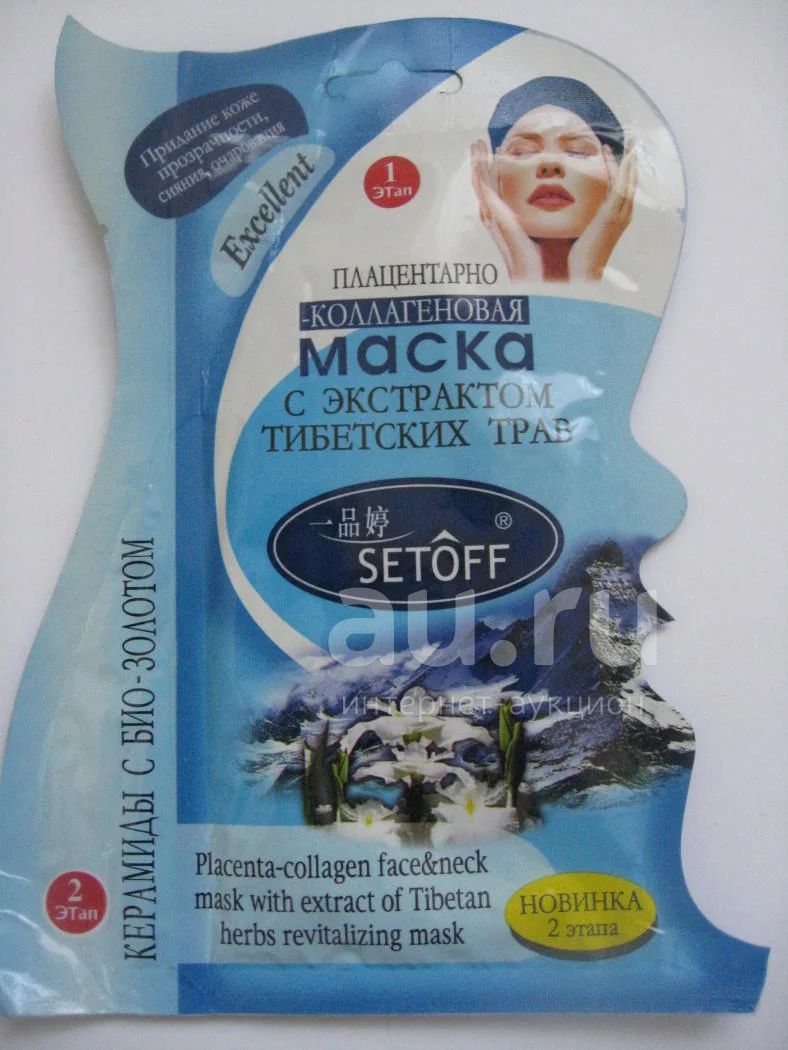 Придание коже
прозрачности,
сияния, очарования
Excellent
1
ЭТап
ПЛАЦЕНТАРНО
-КОЛЛАГЕНОВАЯ
маска
С ЭКСТРАКТОМ
ТИБЕТСКИХ ТРАВ
一品婷 ®
SETOFF
au.ru
интернет-аукцион
КЕРАМИДЫ С БИО-ЗОЛОТОМ
2
ЭТап
Placenta-collagen face&neck
mask with extract of Tibetan
herbs revitalizing mask
НОВИНКА
2 этапа